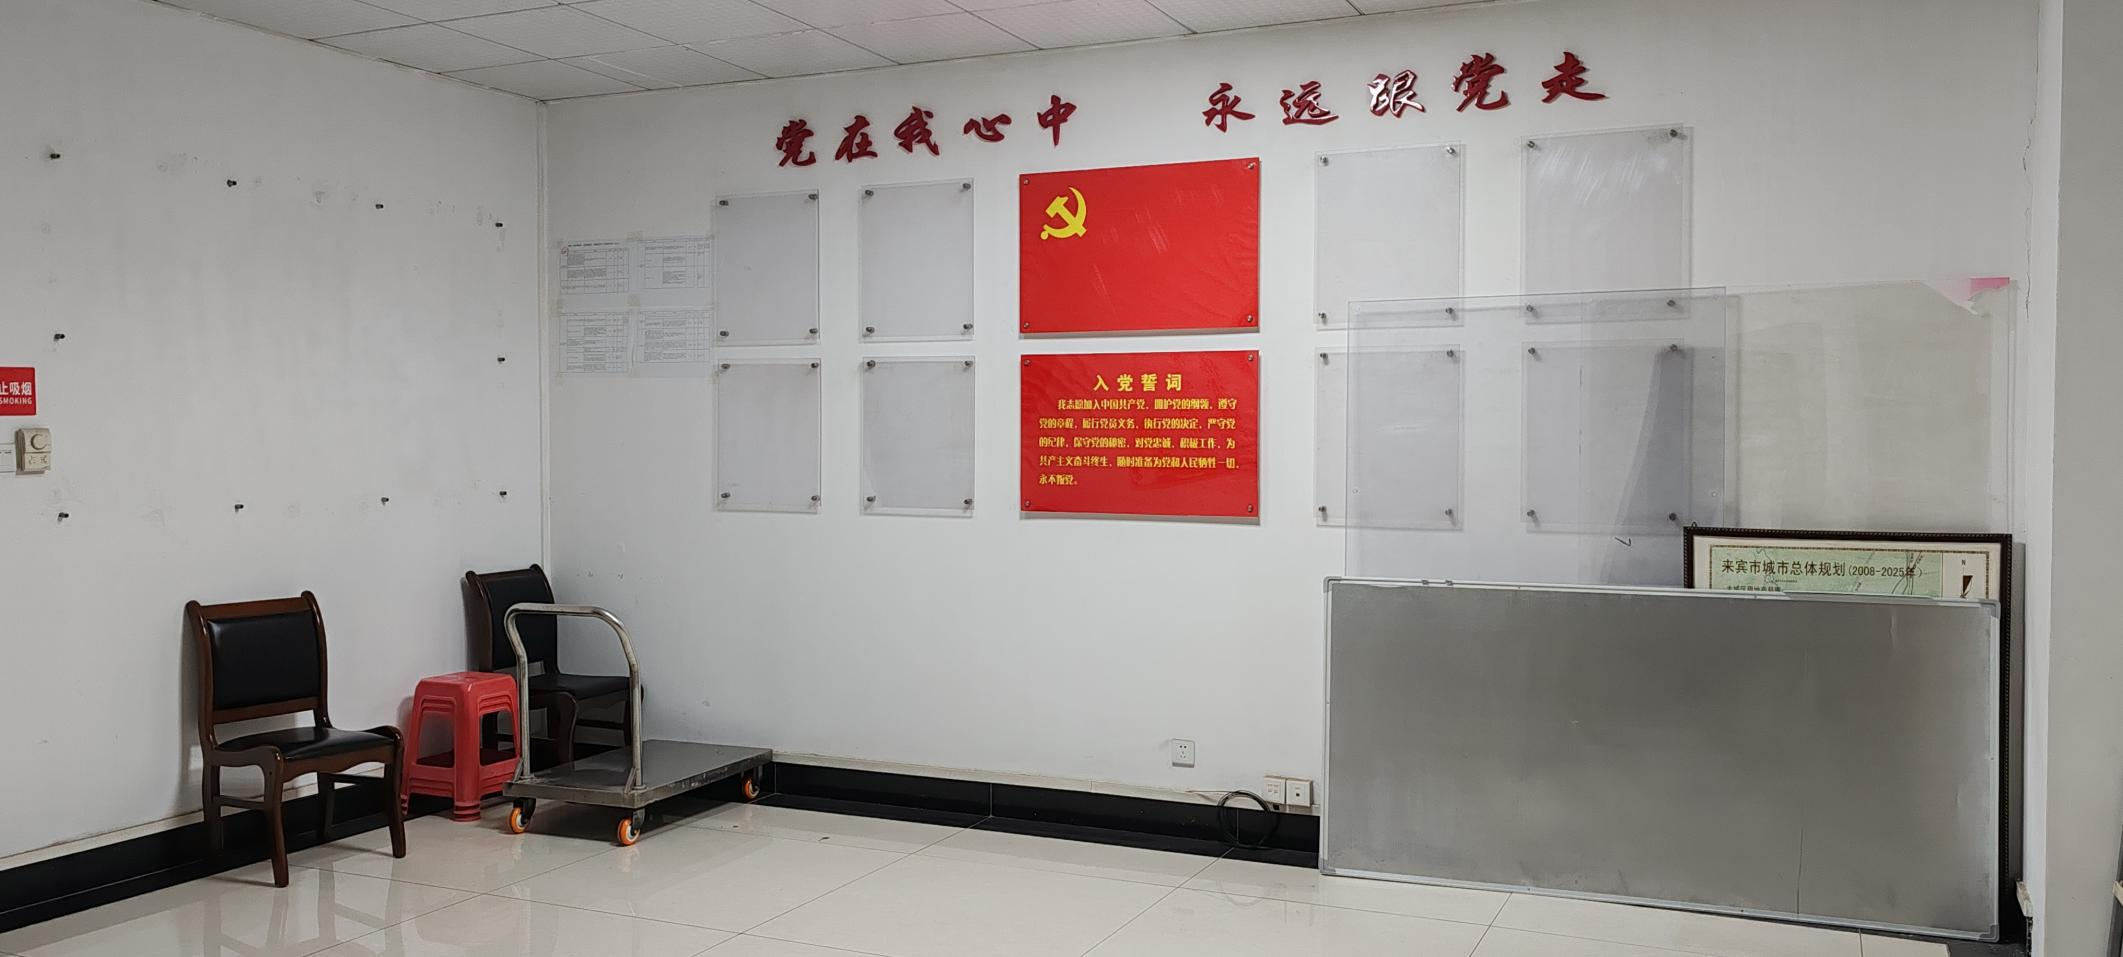 党在我心中 永远跟党走
止吸烟
SMOKING
入党誓词
我志愿加入中国共产党，拥护党的纲领，遵守
党的章程，履行党员义务，执行党的决定，严守党
的纪律，保守党的秘密，对党忠诚，积极工作，为
共产主义奋斗终生，随时准备为党和人民牺牲一切，
永不叛党。
来宾市城市总体规划(2008-2025年)
N